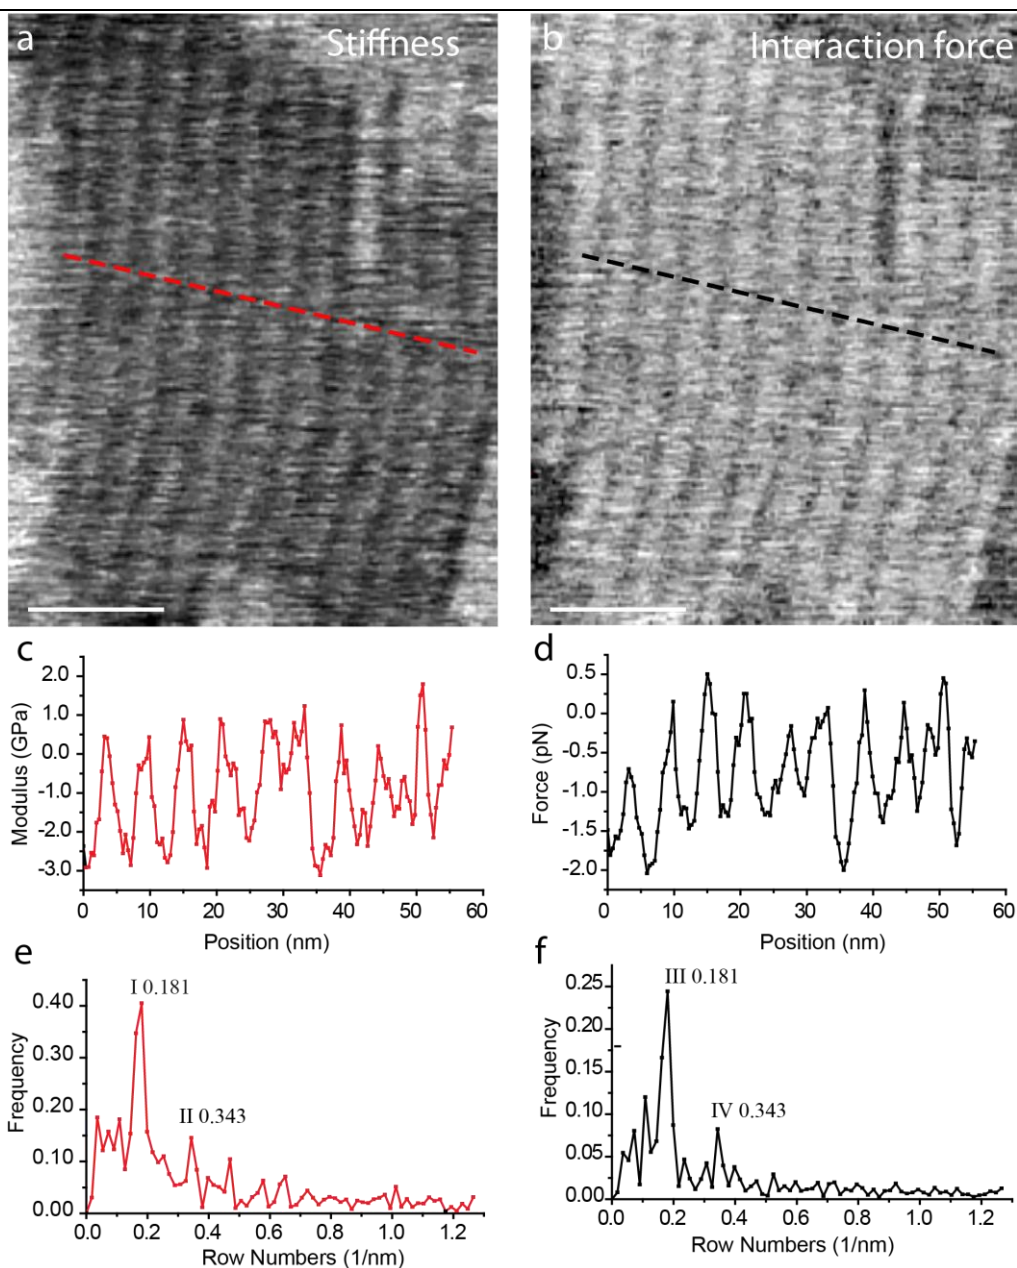 a
Stiffness
b
Interaction force
c
2.0
1.0
0.0
-1.0
-2.0
-3.0
Modulus (GPa)
0 10 20 30 40 50 60
Position (nm)
d
0.5
0.0
-0.5
-1.0
-1.5
-2.0
Force (pN)
0 10 20 30 40 50 60
Position (nm)
e
I 0.181
II 0.343
0.40
0.30
0.20
0.10
0.00
Frequency
0.0 0.2 0.4 0.6 0.8 1.0 1.2
Row Numbers (1/nm)
f
III 0.181
IV 0.343
0.25
0.20
0.15
0.10
0.05
0.00
Frequency
0.0 0.2 0.4 0.6 0.8 1.0 1.2
Row Numbers (1/nm)